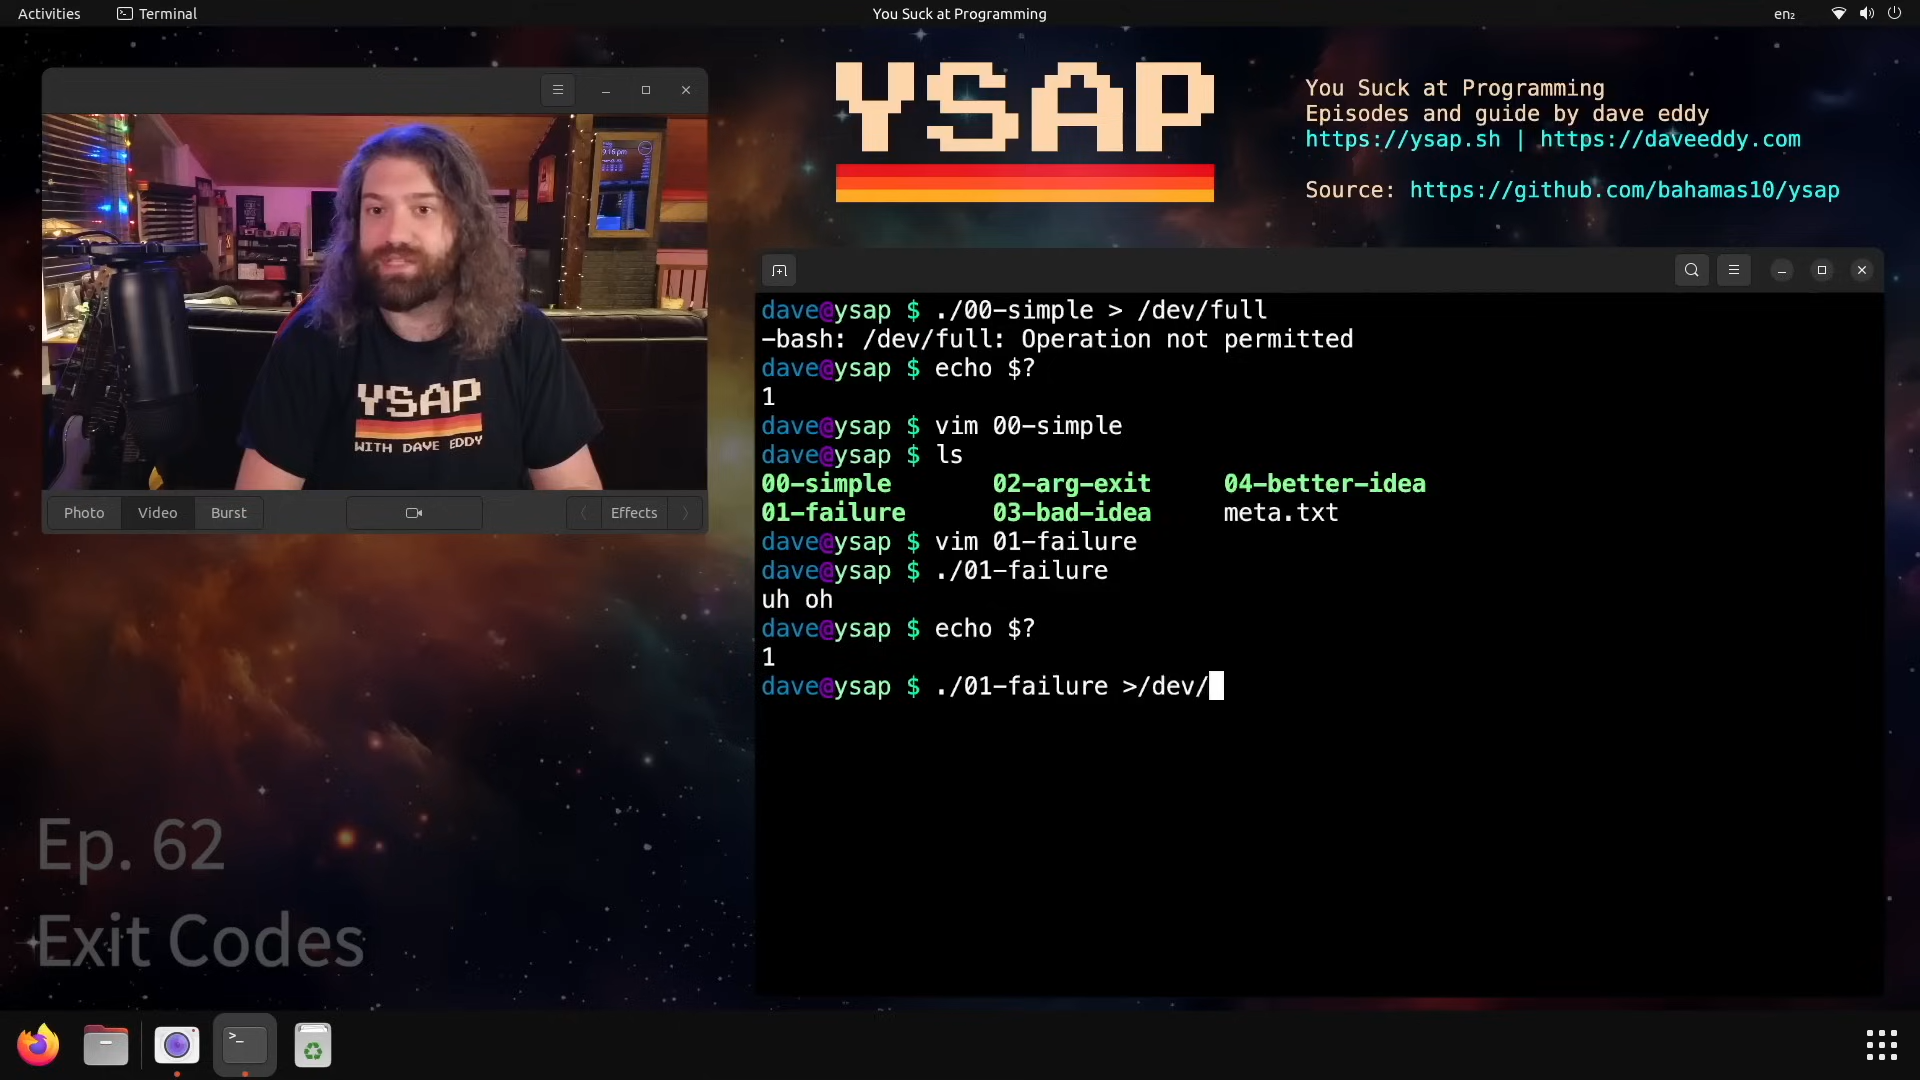 Activities
Terminal
You Suck at Programming
en₂
YSAP
You Suck at Programming
Episodes and guide by dave eddy
https://ysap.sh | https://daveeddy.com
Source: https://github.com/bahamas10/ysap
YSAP
WITH DAVE EDDY
Photo
Video
Burst
Effects
dave@ysap $ ./00-simple > /dev/full
-bash: /dev/full: Operation not permitted
dave@ysap $ echo $?
1
dave@ysap $ vim 00-simple
dave@ysap $ ls
00-simple 02-arg-exit 04-better-idea
01-failure 03-bad-idea meta.txt
dave@ysap $ vim 01-failure
dave@ysap $ ./01-failure
uh oh
dave@ysap $ echo $?
1
dave@ysap $ ./01-failure >/dev/
Ep. 62
Exit Codes